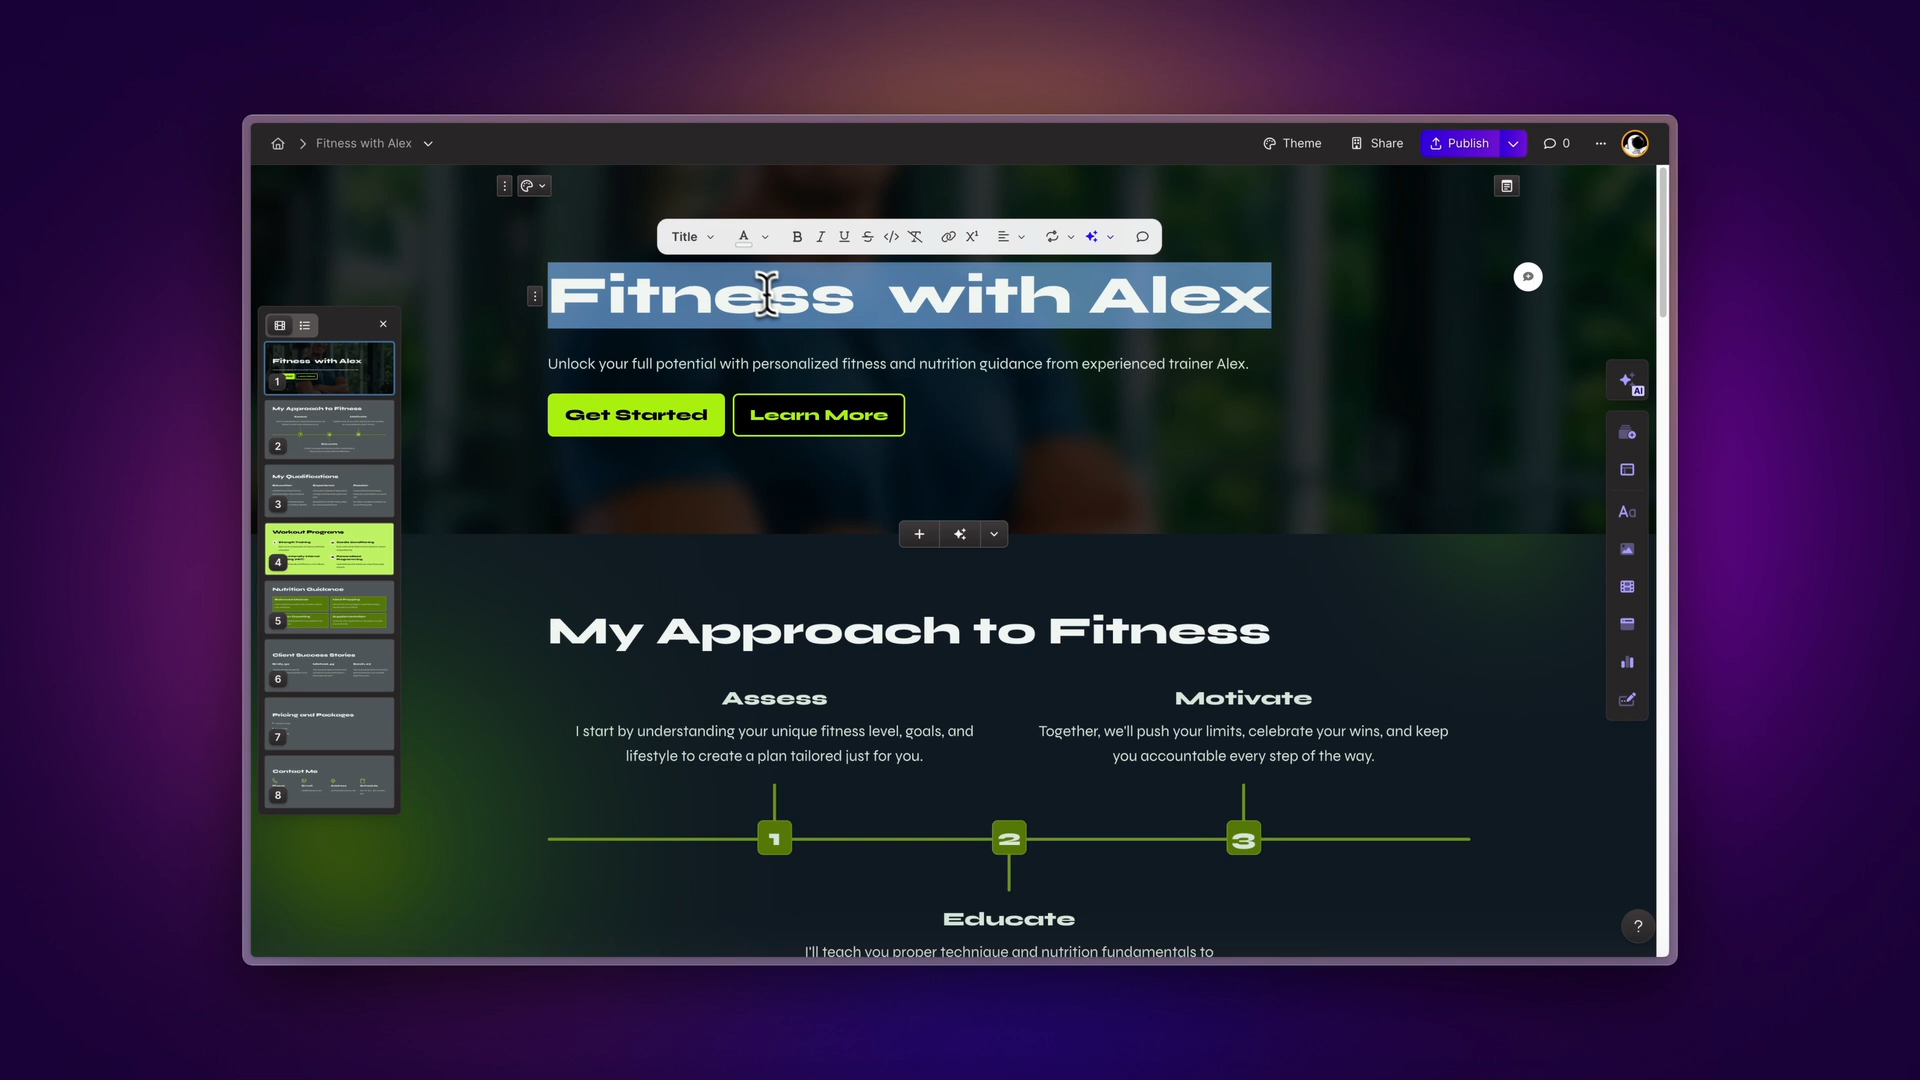 Fitness with Alex
Theme
Share
Publish
0
Title
A
B I U S </> T X¹
Fitness  with Alex
Unlock your full potential with personalized fitness and nutrition guidance from experienced trainer Alex.
Get Started
Learn More
Fitness with Alex
1
My Approach to Fitness
2
My Qualifications
3
Workout Programs
4
Nutrition Guidance
5
Client Success Stories
6
Pricing and Packages
7
Contact Me
8
AI
Aa
My Approach to Fitness
Assess
I start by understanding your unique fitness level, goals, and
lifestyle to create a plan tailored just for you.
Motivate
Together, we'll push your limits, celebrate your wins, and keep
you accountable every step of the way.
1
2
3
Educate
I'll teach you proper technique and nutrition fundamentals to
?